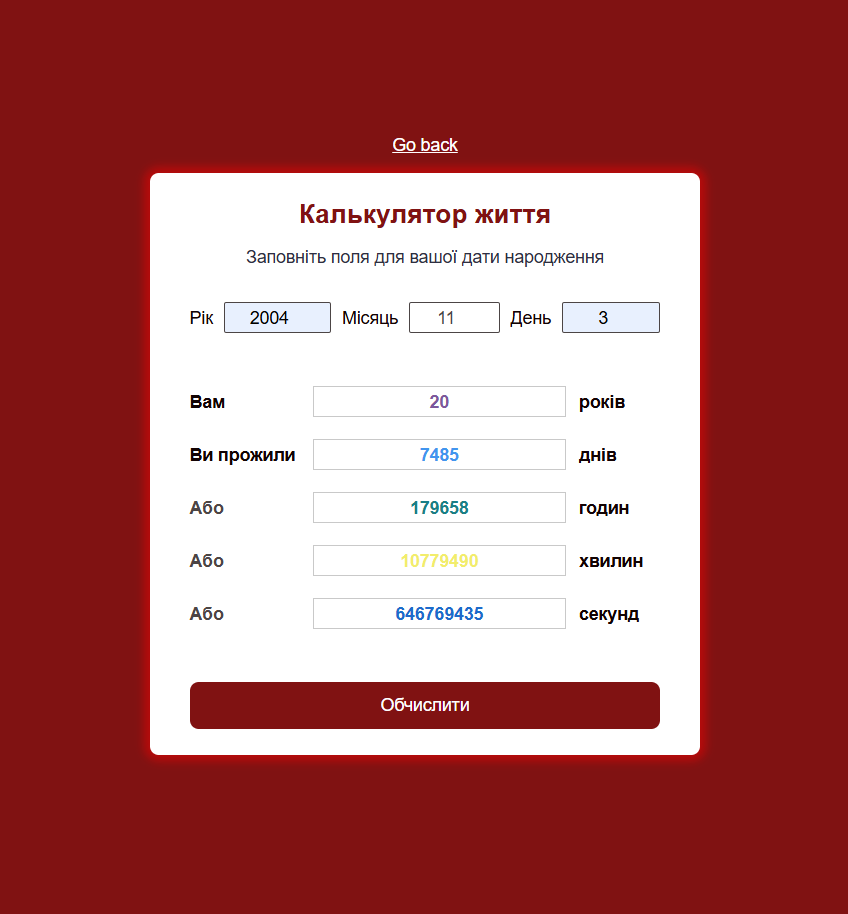 Go back
Калькулятор життя
Заповніть поля для вашої дати народження
Рік 2004 Місяць 11 День 3
Вам 20 років
Ви прожили 7485 днів
Або 179658 годин
Або 10779490 хвилин
Або 646769435 секунд
Обчислити